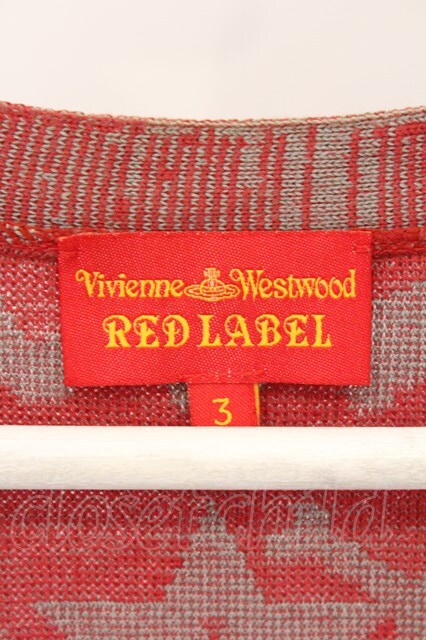 Vivienne Westwood
RED LABEL
3
closet child